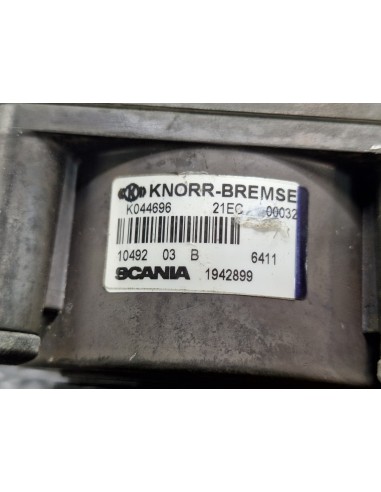 KNORR-BREMSE
K044696 21EC 00032
10492 03 B 6411
SCANIA 1942899